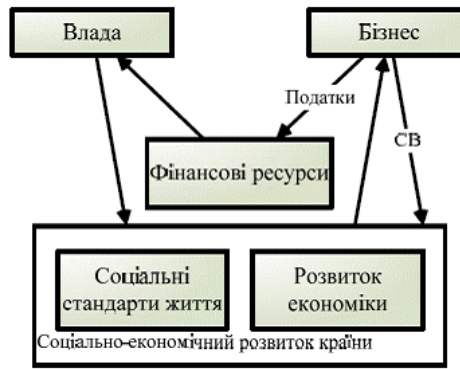 Влада
Бізнес
Податки
СВ
Фінансові ресурси
Соціальні
стандарти життя
Розвиток
економіки
Соціально-економічний розвиток країни